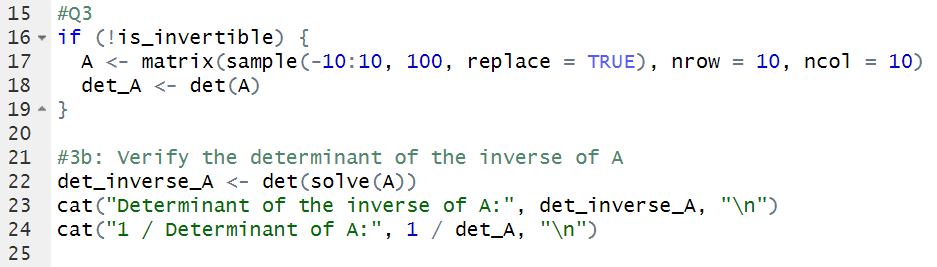 15 #Q3
16 if (!is_invertible) {
17   A <- matrix(sample(-10:10, 100, replace = TRUE), nrow = 10, ncol = 10)
18   det_A <- det(A)
19 }
20
21 #3b: Verify the determinant of the inverse of A
22 det_inverse_A <- det(solve(A))
23 cat("Determinant of the inverse of A:", det_inverse_A, "\n")
24 cat("1 / Determinant of A:", 1 / det_A, "\n")
25